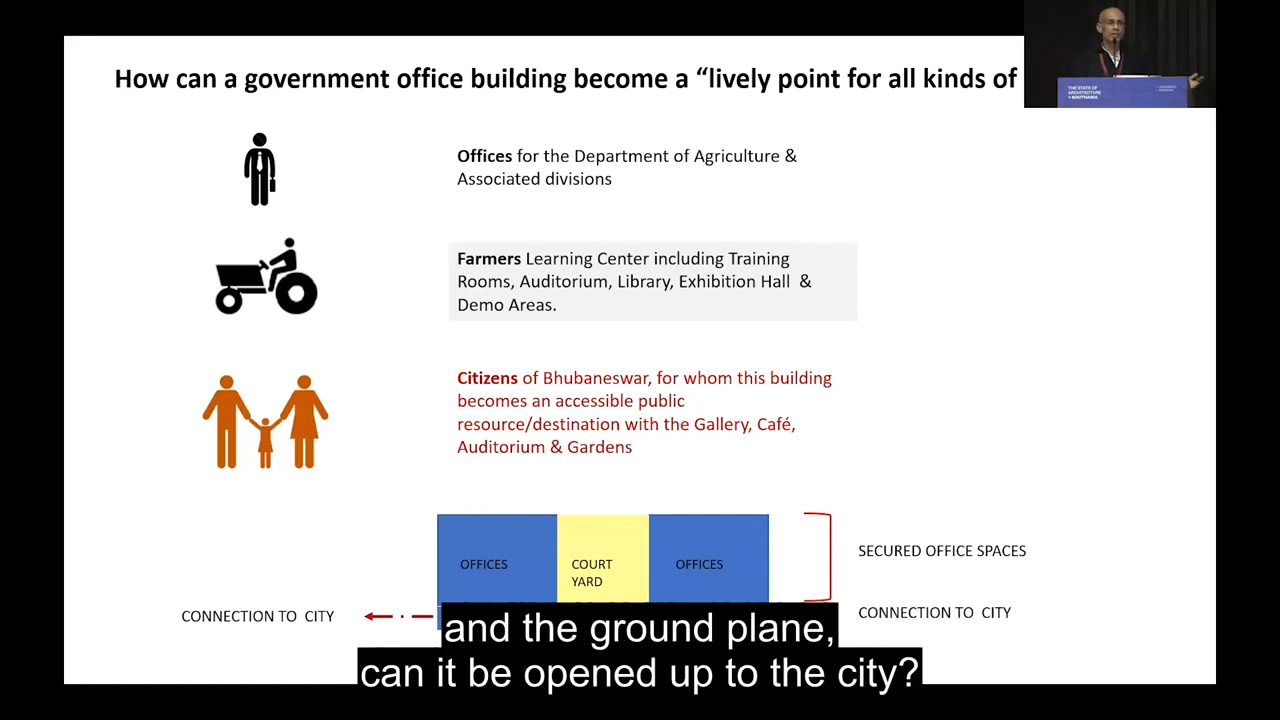 How can a government office building become a “lively point for all kinds of
THE STATE OF
ARCHITECTURE
Offices for the Department of Agriculture &
Associated divisions
Farmers Learning Center including Training
Rooms, Auditorium, Library, Exhibition Hall &
Demo Areas.
Citizens of Bhubaneswar, for whom this building
becomes an accessible public
resource/destination with the Gallery, Café,
Auditorium & Gardens
OFFICES
COURT
YARD
OFFICES
SECURED OFFICE SPACES
CONNECTION TO CITY
CONNECTION TO CITY
and the ground plane,
can it be opened up to the city?